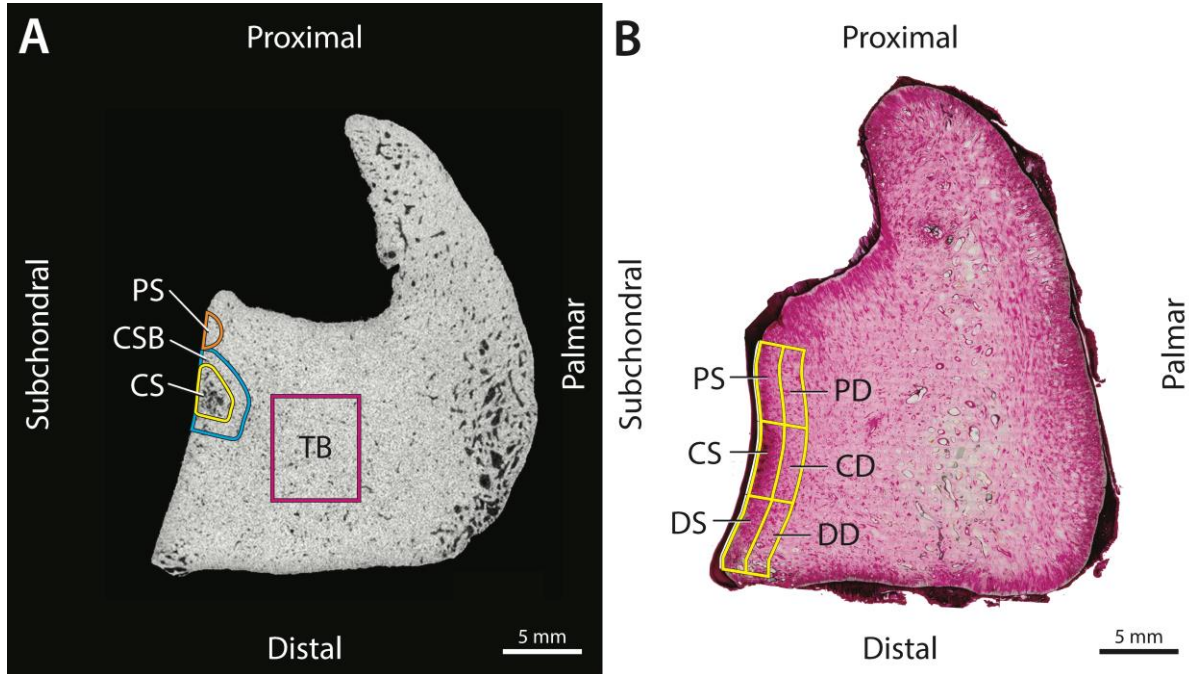 A
Proximal
Subchondral
PS
CSB
CS
TB
Palmar
Distal
5 mm
B
Proximal
Subchondral
PS
PD
CS
CD
DS
DD
Palmar
Distal
5 mm